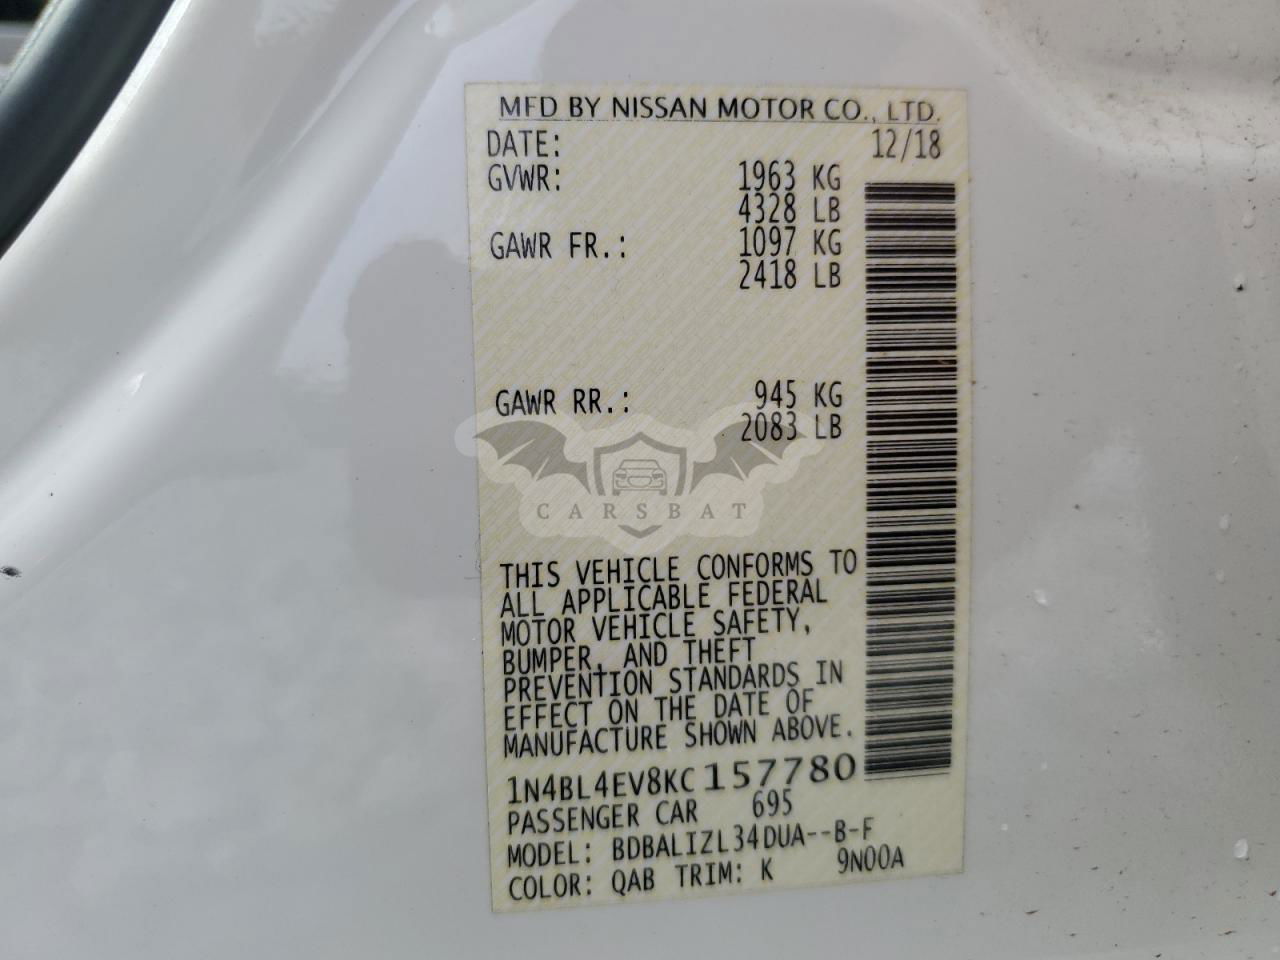 MFD BY NISSAN MOTOR CO., LTD.
DATE: 12/18
GVWR: 1963 KG
4328 LB
GAWR FR.: 1097 KG
2418 LB
GAWR RR.: 945 KG
2083 LB
CARSBAT
THIS VEHICLE CONFORMS TO
ALL APPLICABLE FEDERAL
MOTOR VEHICLE SAFETY,
BUMPER, AND THEFT
PREVENTION STANDARDS IN
EFFECT ON THE DATE OF
MANUFACTURE SHOWN ABOVE.
1N4BL4EV8KC157780
PASSENGER CAR 695
MODEL: BDBALIZL34DUA--B-F
COLOR: QAB TRIM: K 9N00A